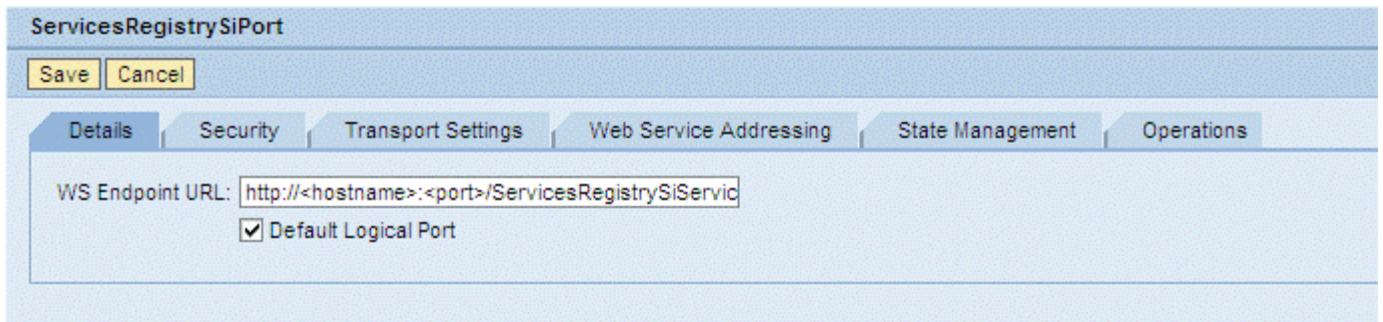 ServicesRegistrySiPort
Save Cancel
Details Security Transport Settings Web Service Addressing State Management Operations
WS Endpoint URL: http://<hostname>:<port>/ServicesRegistrySiServic
Default Logical Port